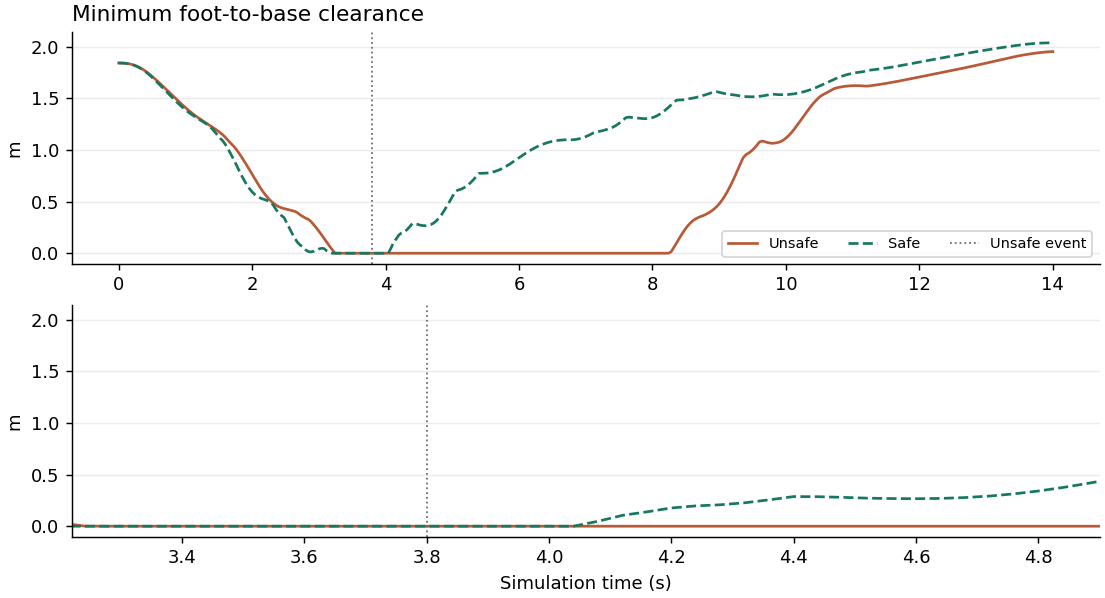 Minimum foot-to-base clearance
2.0
1.5
1.0
0.5
0.0
m
Unsafe
Safe
Unsafe event
0 2 4 6 8 10 12 14
2.0
1.5
1.0
0.5
0.0
m
3.4 3.6 3.8 4.0 4.2 4.4 4.6 4.8
Simulation time (s)